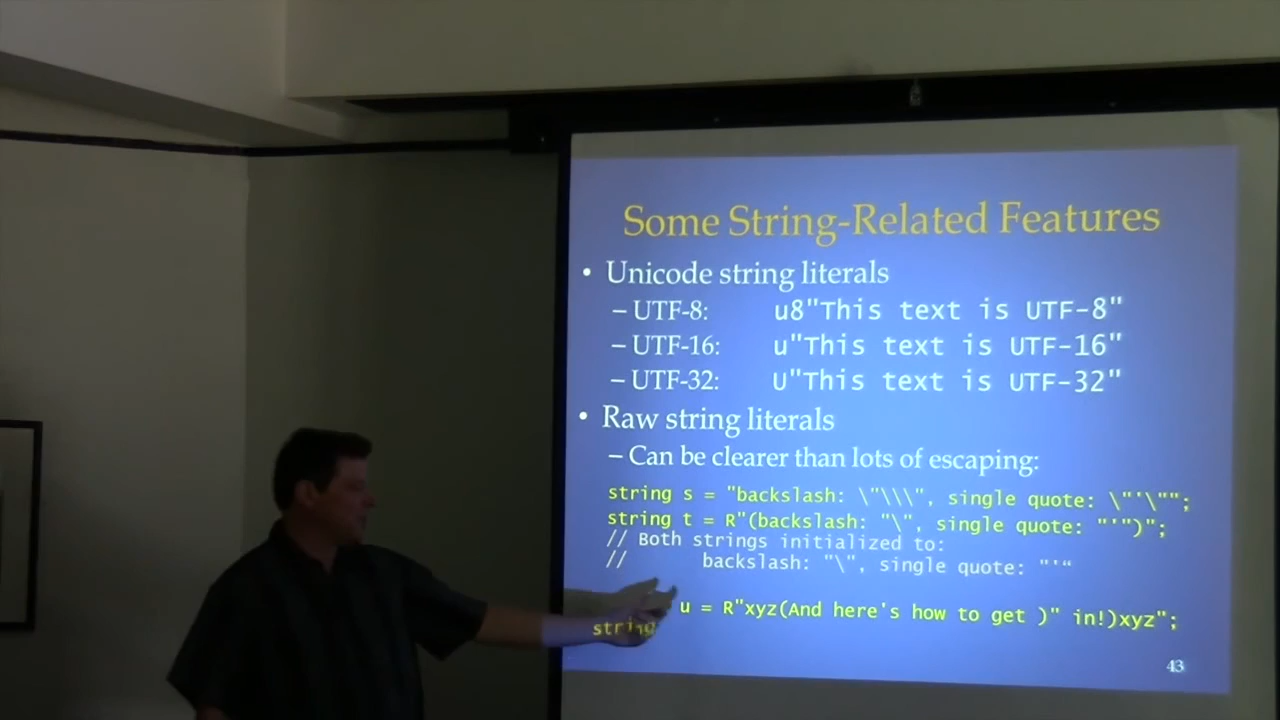 Some String-Related Features
• Unicode string literals
– UTF-8: u8"This text is UTF-8"
– UTF-16: u"This text is UTF-16"
– UTF-32: U"This text is UTF-32"
• Raw string literals
– Can be clearer than lots of escaping:
string s = "backslash: \"\\\", single quote: \"'\"";
string t = R"(backslash: "\", single quote: "'")";
// Both strings initialized to:
// backslash: "\", single quote: "'“
string u = R"xyz(And here's how to get )" in!)xyz";
43